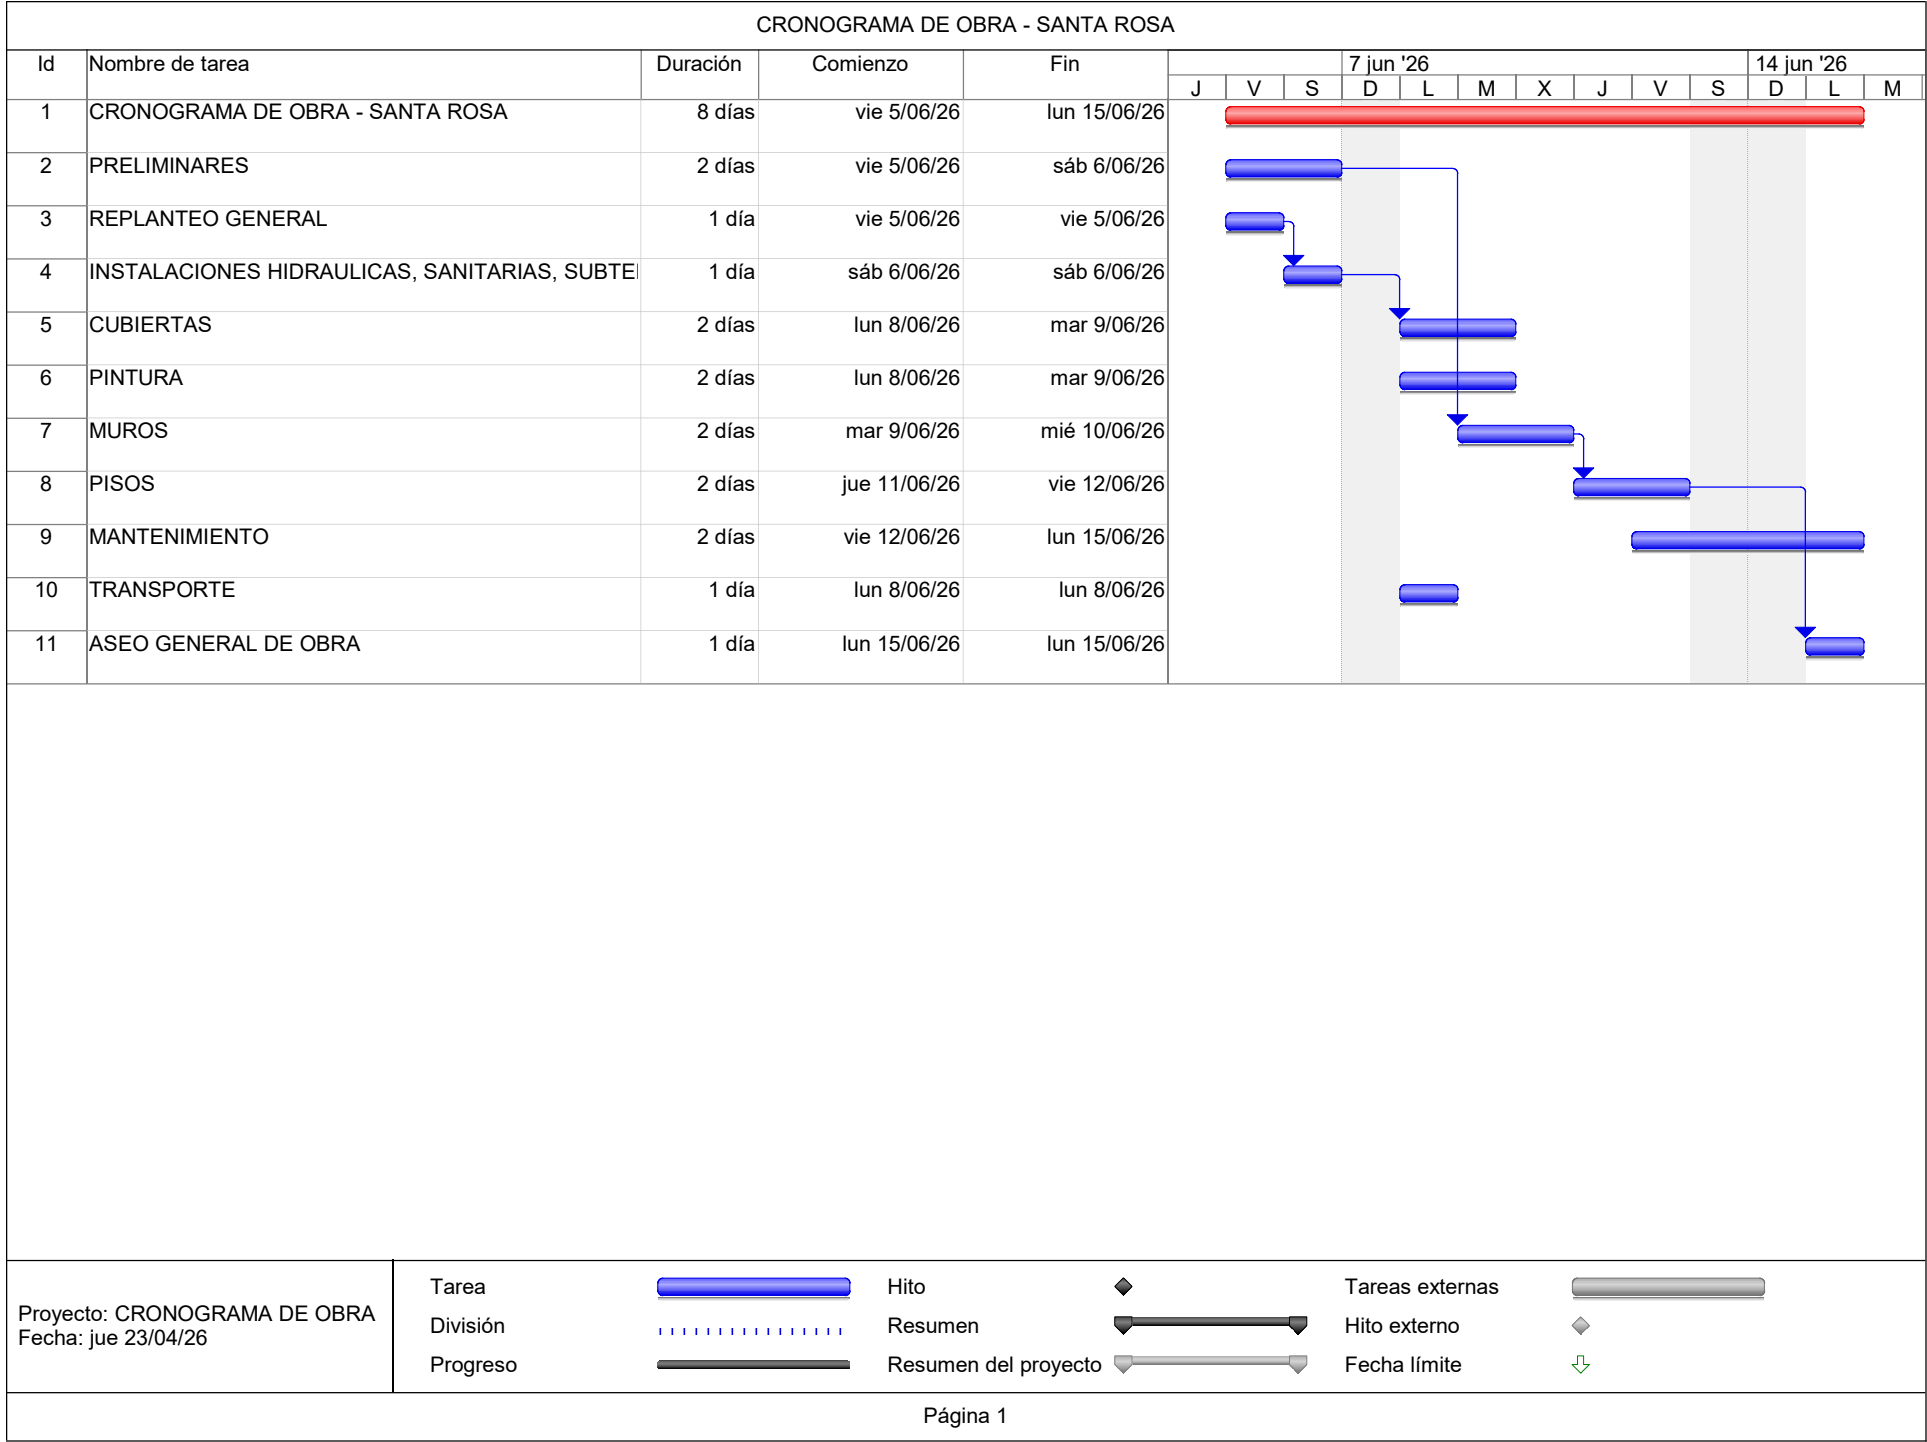 CRONOGRAMA DE OBRA - SANTA ROSA
Id Nombre de tarea Duración Comienzo Fin 7 jun '26 14 jun '26
J V S D L M X J V S D L M
1 CRONOGRAMA DE OBRA - SANTA ROSA 8 días vie 5/06/26 lun 15/06/26
2 PRELIMINARES 2 días vie 5/06/26 sáb 6/06/26
3 REPLANTEO GENERAL 1 día vie 5/06/26 vie 5/06/26
4 INSTALACIONES HIDRAULICAS, SANITARIAS, SUBTE 1 día sáb 6/06/26 sáb 6/06/26
5 CUBIERTAS 2 días lun 8/06/26 mar 9/06/26
6 PINTURA 2 días lun 8/06/26 mar 9/06/26
7 MUROS 2 días mar 9/06/26 mié 10/06/26
8 PISOS 2 días jue 11/06/26 vie 12/06/26
9 MANTENIMIENTO 2 días vie 12/06/26 lun 15/06/26
10 TRANSPORTE 1 día lun 8/06/26 lun 8/06/26
11 ASEO GENERAL DE OBRA 1 día lun 15/06/26 lun 15/06/26
Proyecto: CRONOGRAMA DE OBRA
Fecha: jue 23/04/26
Tarea Hito Tareas externas
División Resumen Hito externo
Progreso Resumen del proyecto Fecha límite
Página 1